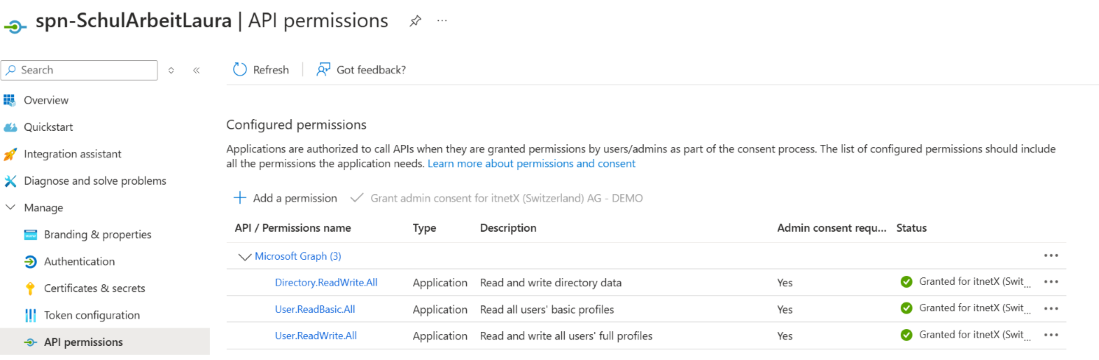 spn-SchulArbeitLaura | API permissions
Search
Refresh
Got feedback?
Overview
Quickstart
Integration assistant
Diagnose and solve problems
Manage
Branding & properties
Authentication
Certificates & secrets
Token configuration
API permissions
Configured permissions
Applications are authorized to call APIs when they are granted permissions by users/admins as part of the consent process. The list of configured permissions should include
all the permissions the application needs. Learn more about permissions and consent
Add a permission
Grant admin consent for itnetX (Switzerland) AG - DEMO
API / Permissions name Type Description Admin consent requ... Status
Microsoft Graph (3)
Directory.ReadWrite.All Application Read and write directory data Yes Granted for itnetX (Swit...
User.ReadBasic.All Application Read all users' basic profiles Yes Granted for itnetX (Swit...
User.ReadWrite.All Application Read and write all users' full profiles Yes Granted for itnetX (Swit...